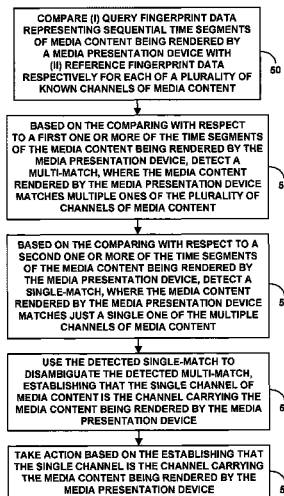 COMPARE (I) QUERY FINGERPRINT DATA
REPRESENTING SEQUENTIAL TIME SEGMENTS
OF MEDIA CONTENT BEING RENDERED BY
A MEDIA PRESENTATION DEVICE WITH
(II) REFERENCE FINGERPRINT DATA
RESPECTIVELY FOR EACH OF A PLURALITY OF
KNOWN CHANNELS OF MEDIA CONTENT
50
BASED ON THE COMPARING WITH RESPECT
TO A FIRST ONE OR MORE OF THE TIME SEGMENTS
OF THE MEDIA CONTENT BEING RENDERED BY THE
MEDIA PRESENTATION DEVICE, DETECT A
MULTI-MATCH, WHERE THE MEDIA CONTENT
RENDERED BY THE MEDIA PRESENTATION DEVICE
MATCHES MULTIPLE ONES OF THE PLURALITY OF
CHANNELS OF MEDIA CONTENT
BASED ON THE COMPARING WITH RESPECT TO A
SECOND ONE OR MORE OF THE TIME SEGMENTS
OF THE MEDIA CONTENT BEING RENDERED BY
THE MEDIA PRESENTATION DEVICE, DETECT A
SINGLE-MATCH, WHERE THE MEDIA CONTENT
RENDERED BY THE MEDIA PRESENTATION DEVICE
MATCHES JUST A SINGLE ONE OF THE MULTIPLE
CHANNELS OF MEDIA CONTENT
USE THE DETECTED SINGLE-MATCH TO
DISAMBIGUATE THE DETECTED MULTI-MATCH,
ESTABLISHING THAT THE SINGLE CHANNEL OF
MEDIA CONTENT IS THE CHANNEL CARRYING
THE MEDIA CONTENT BEING RENDERED BY THE MEDIA
PRESENTATION DEVICE
TAKE ACTION BASED ON THE ESTABLISHING THAT
THE SINGLE CHANNEL IS THE CHANNEL CARRYING
THE MEDIA CONTENT BEING RENDERED BY THE
MEDIA PRESENTATION DEVICE